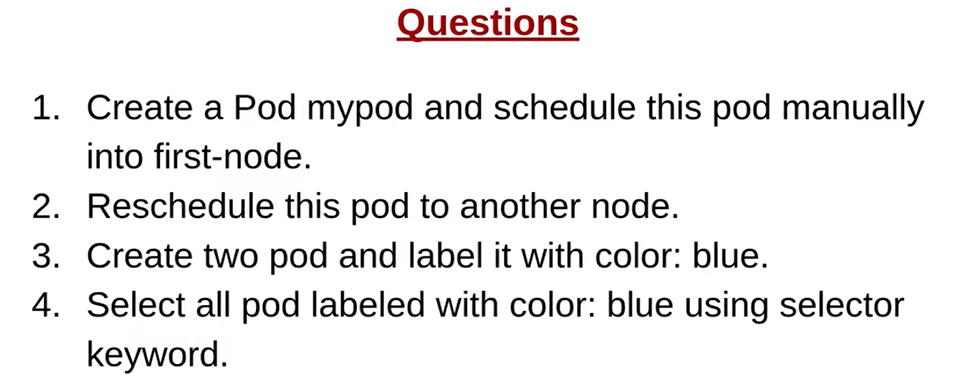 Questions
1. Create a Pod mypod and schedule this pod manually
into first-node.
2. Reschedule this pod to another node.
3. Create two pod and label it with color: blue.
4. Select all pod labeled with color: blue using selector
keyword.